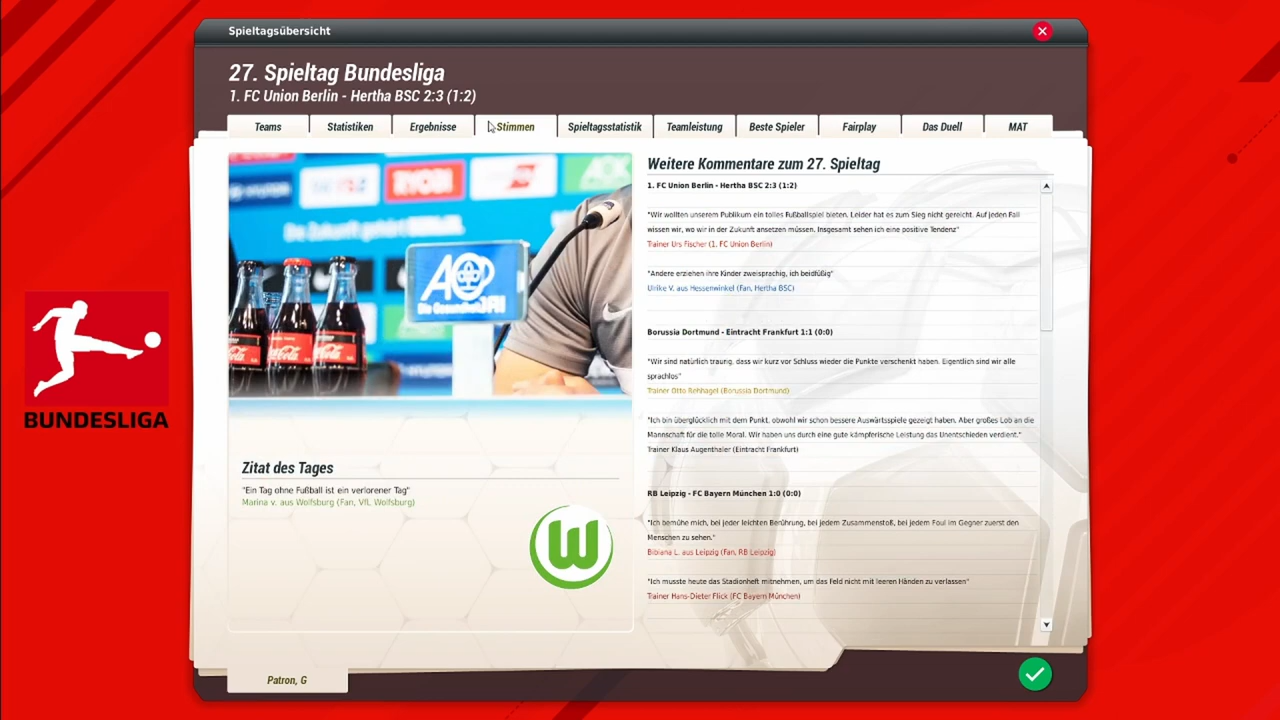 Spieltagsübersicht
27. Spieltag Bundesliga
1. FC Union Berlin - Hertha BSC 2:3 (1:2)
Teams
Statistiken
Ergebnisse
Stimmen
Spieltagsstatistik
Teamleistung
Beste Spieler
Fairplay
Das Duell
MAT
RYOBI
AOK
Die Zukunft gehört
AO
Die Gesundheits
Coca-Cola
BUNDESLIGA
Zitat des Tages
"Ein Tag ohne Fußball ist ein verlorener Tag"
Marina v. aus Wolfsburg (Fan, VfL Wolfsburg)
W
Weitere Kommentare zum 27. Spieltag
1. FC Union Berlin - Hertha BSC 2:3 (1:2)
"Wir wollten unserem Publikum ein tolles Fußballspiel bieten. Leider hat es zum Sieg nicht gereicht. Auf jeden Fall
wissen wir, wo wir in der Zukunft ansetzen müssen. Insgesamt sehen ich eine positive Tendenz"
Trainer Urs Fischer (1. FC Union Berlin)
"Andere erziehen ihre Kinder zweisprachig, ich beidfüßig"
Ulrike V. aus Hessenwinkel (Fan, Hertha BSC)
Borussia Dortmund - Eintracht Frankfurt 1:1 (0:0)
"Wir sind natürlich traurig, dass wir kurz vor Schluss wieder die Punkte verschenkt haben. Eigentlich sind wir alle
sprachlos"
Trainer Otto Rehhagel (Borussia Dortmund)
"Ich bin überglücklich mit dem Punkt, obwohl wir schon bessere Auswärtsspiele gezeigt haben. Aber großes Lob an die
Mannschaft für die tolle Moral. Wir haben uns durch eine gute kämpferische Leistung das Unentschieden verdient."
Trainer Klaus Augenthaler (Eintracht Frankfurt)
RB Leipzig - FC Bayern München 1:0 (0:0)
"Ich bemühe mich, bei jeder leichten Berührung, bei jedem Zusammenstoß, bei jedem Foul im Gegner zuerst den
Menschen zu sehen."
Bibiana L. aus Leipzig (Fan, RB Leipzig)
"Ich musste heute das Stadionheft mitnehmen, um das Feld nicht mit leeren Händen zu verlassen"
Trainer Hans-Dieter Flick (FC Bayern München)
Patron, G